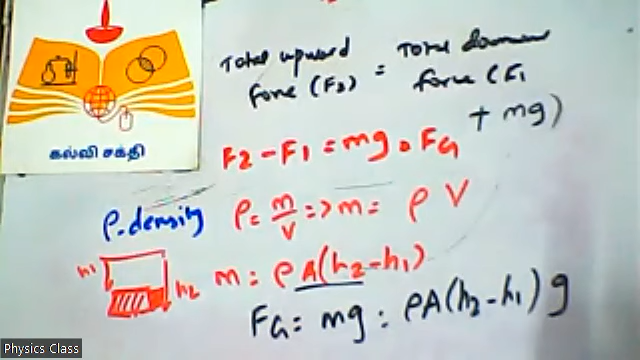 Total upward
force (F2) = Total downward
force (F1
+ mg)
கல்வி சக்தி
F2 - F1 = mg = FG
ρ - density ρ = m/V => m = ρ V
h1
h2
m = ρ A(h2-h1)
FG = mg = ρA(h2-h1)g
Physics Class